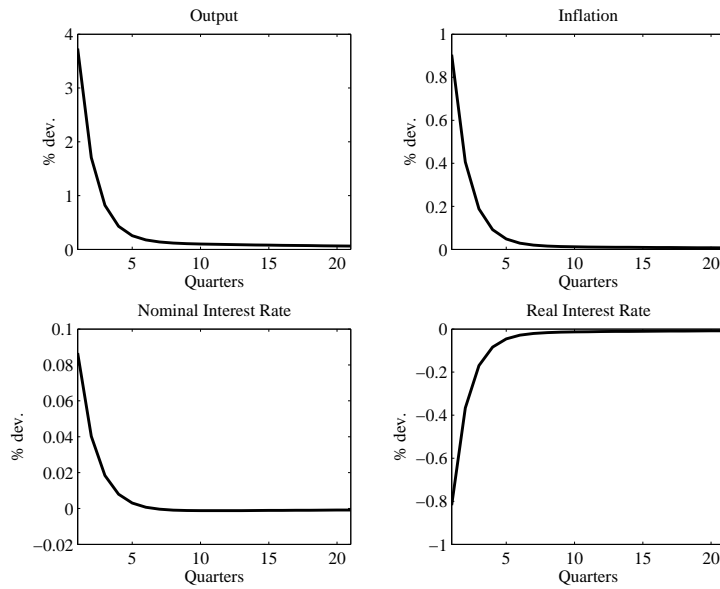 Output
4
3
2
1
0
% dev.
5 10 15 20
Quarters
Inflation
1
0.8
0.6
0.4
0.2
0
% dev.
5 10 15 20
Quarters
Nominal Interest Rate
0.1
0.08
0.06
0.04
0.02
0
−0.02
% dev.
5 10 15 20
Quarters
Real Interest Rate
0
−0.2
−0.4
−0.6
−0.8
−1
% dev.
5 10 15 20
Quarters